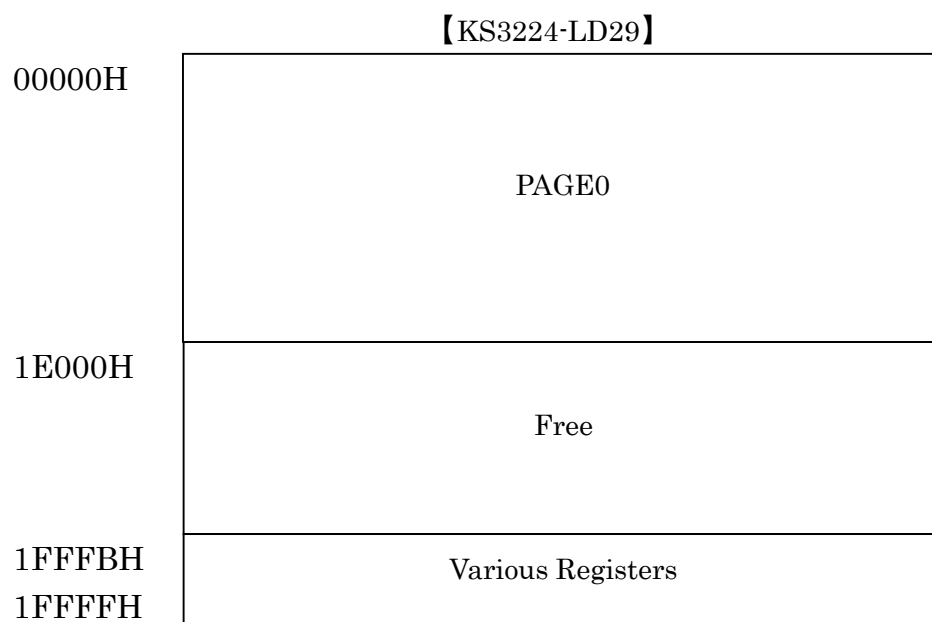 【KS3224-LD29】
00000H
PAGE0
1E000H
Free
1FFFBH
Various Registers
1FFFFH